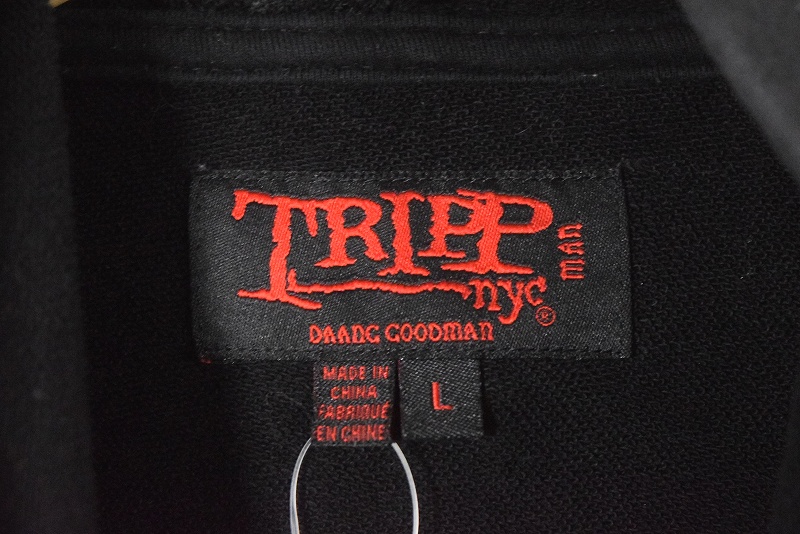 TRIPP
nyc®
MAN
DAANG GOODMAN
MADE IN
CHINA
FABRIQUÉ
EN CHINE
L